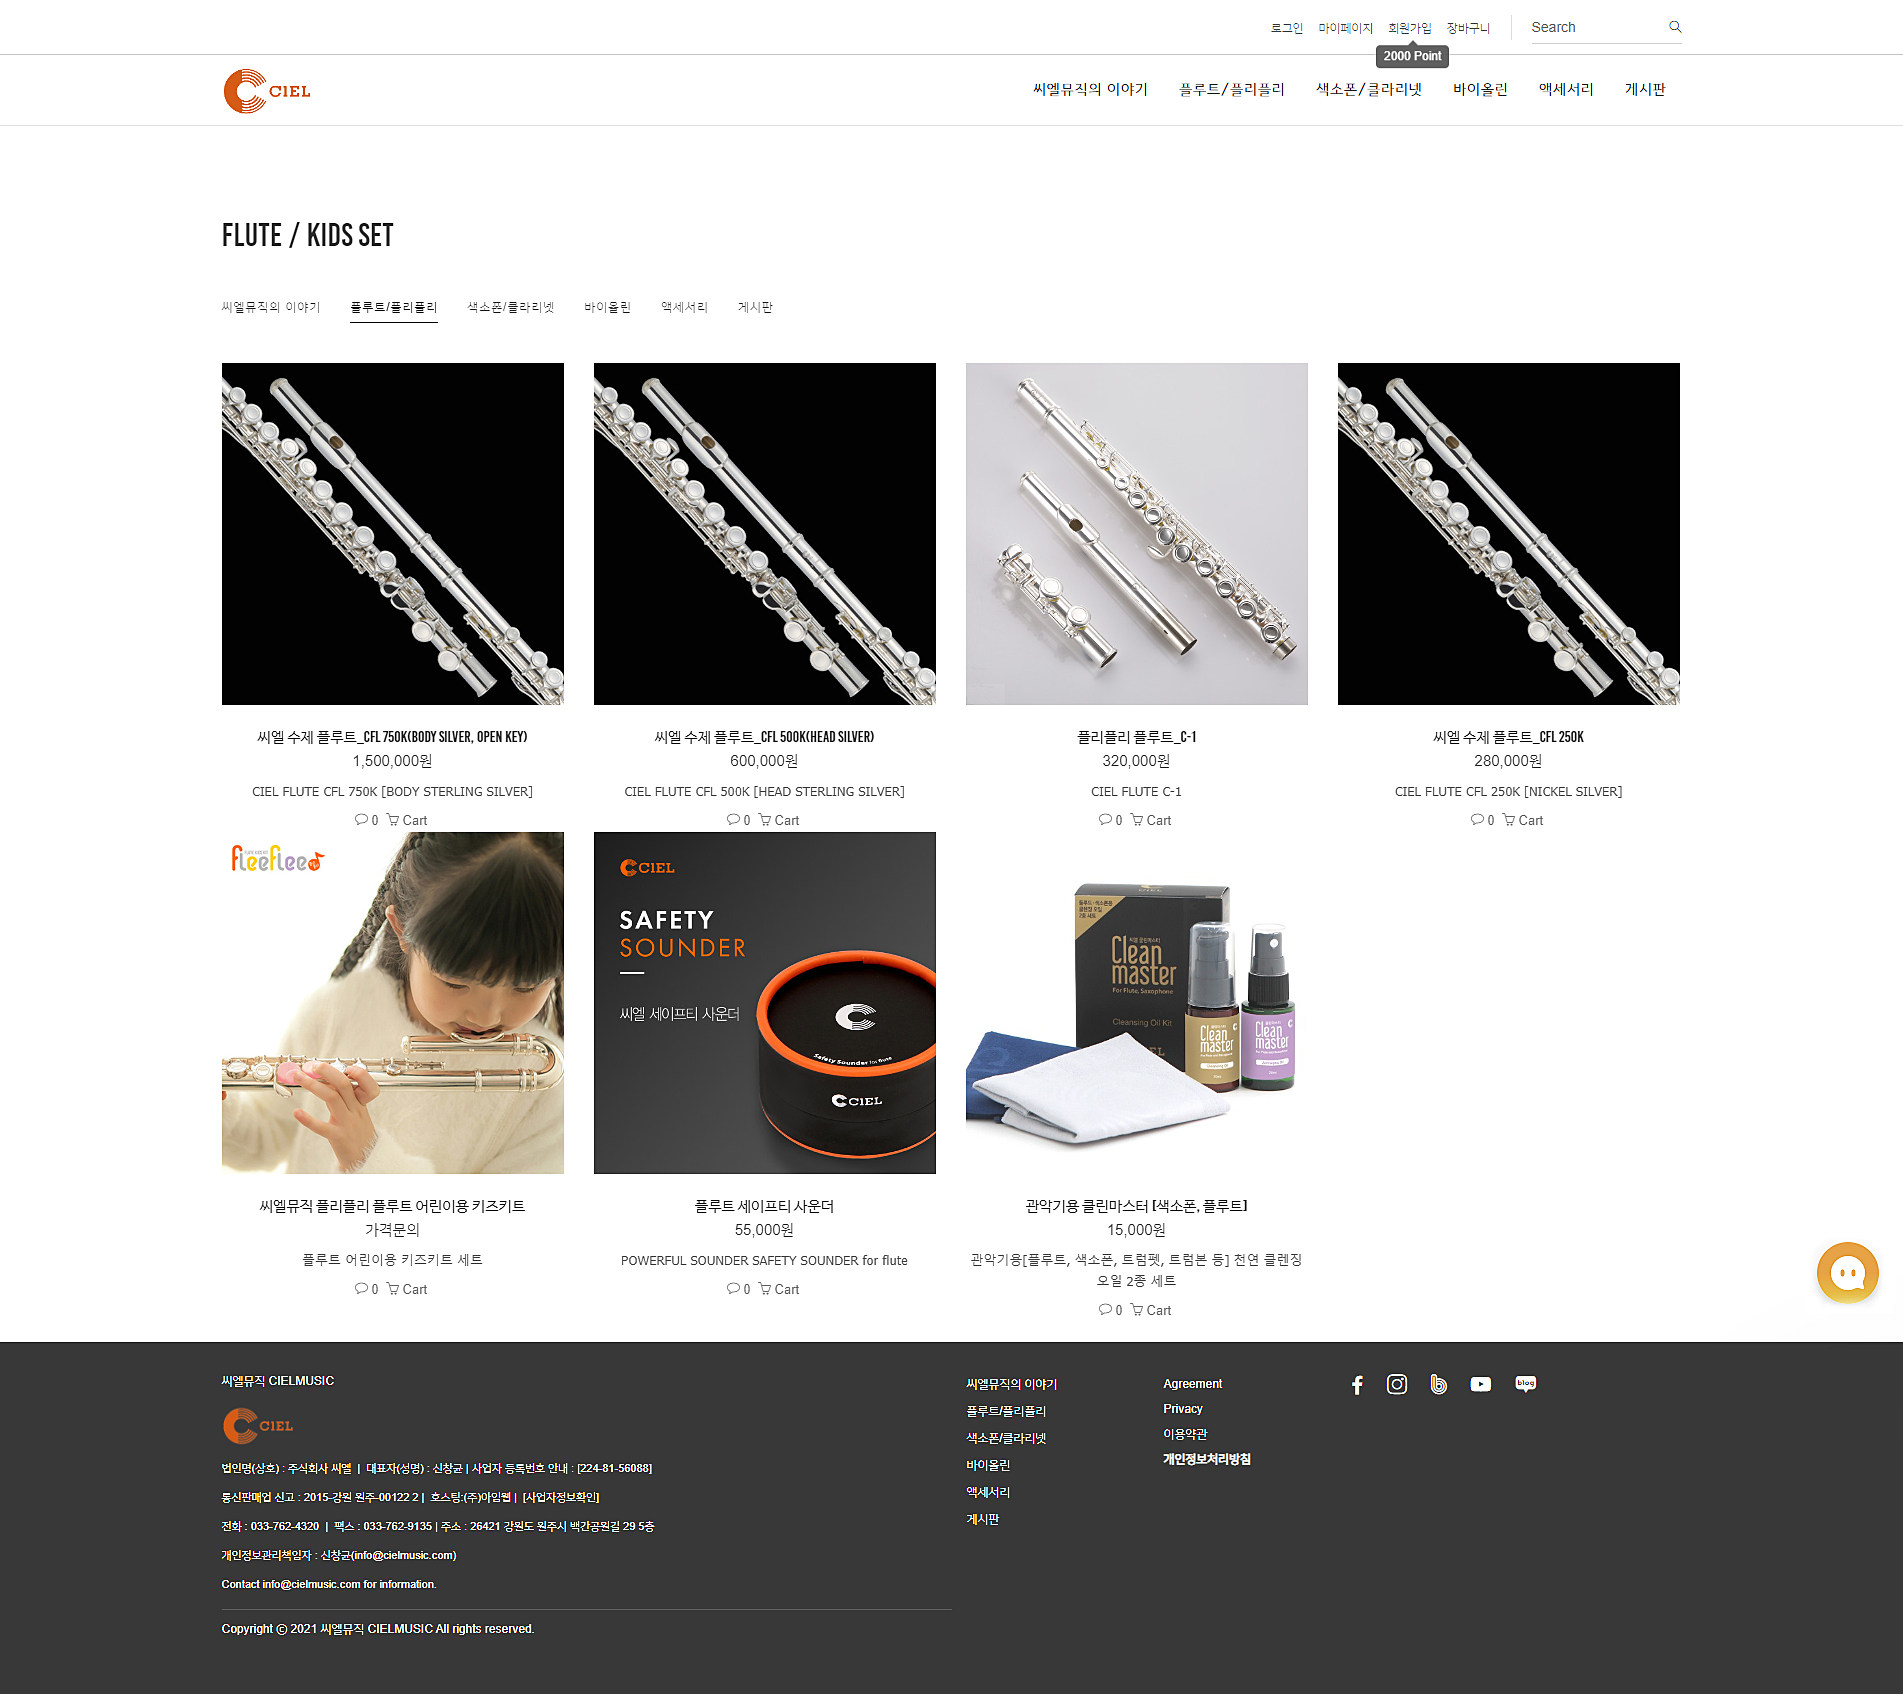 로그인 마이페이지 회원가입 장바구니 Search
2000 Point
CIEL
씨엘뮤직의 이야기 플루트/플리플리 색소폰/클라리넷 바이올린 액세서리 게시판
FLUTE / KIDS SET
씨엘뮤직의 이야기 플루트/플리플리 색소폰/클라리넷 바이올린 액세서리 게시판
씨엘 수제 플루트_CFL 750K(BODY SILVER, OPEN KEY)
1,500,000원
CIEL FLUTE CFL 750K [BODY STERLING SILVER]
0 Cart
씨엘 수제 플루트_CFL 500K(HEAD SILVER)
600,000원
CIEL FLUTE CFL 500K [HEAD STERLING SILVER]
0 Cart
플리플리 플루트_C-1
320,000원
CIEL FLUTE C-1
0 Cart
씨엘 수제 플루트_CFL 250K
280,000원
CIEL FLUTE CFL 250K [NICKEL SILVER]
0 Cart
fleeflee
씨엘뮤직 플리플리 플루트 어린이용 키즈키트
가격문의
플루트 어린이용 키즈키트 세트
0 Cart
CIEL
SAFETY
SOUNDER
씨엘 세이프티 사운더
Safety Sounder for flute
CIEL
플루트 세이프티 사운더
55,000원
POWERFUL SOUNDER SAFETY SOUNDER for flute
0 Cart
CIEL
플루트·색소폰용
클렌징 오일
2종 세트
씨엘 클린마스터
Clean
master
For Flute, Saxophone
Cleansing Oil Kit
Clean
master
Clean
master
관악기용 클린마스터 [색소폰, 플루트]
15,000원
관악기용[플루트, 색소폰, 트럼펫, 트럼본 등] 천연 클렌징
오일 2종 세트
0 Cart
씨엘뮤직 CIELMUSIC
CIEL
법인명(상호) : 주식회사 씨엘 | 대표자(성명) : 신창균 | 사업자 등록번호 안내 : [224-81-56088]
통신판매업 신고 : 2015-강원 원주-00122 2 | 호스팅:(주)아임웹 | [사업자정보확인]
전화 : 033-762-4320 | 팩스 : 033-762-9135 | 주소 : 26421 강원도 원주시 백간공원길 29 5층
개인정보관리책임자 : 신창균(info@cielmusic.com)
Contact info@cielmusic.com for information.
Copyright ⓒ 2021 씨엘뮤직 CIELMUSIC All rights reserved.
씨엘뮤직의 이야기
플루트/플리플리
색소폰/클라리넷
바이올린
액세서리
게시판
Agreement
Privacy
이용약관
개인정보처리방침
blog